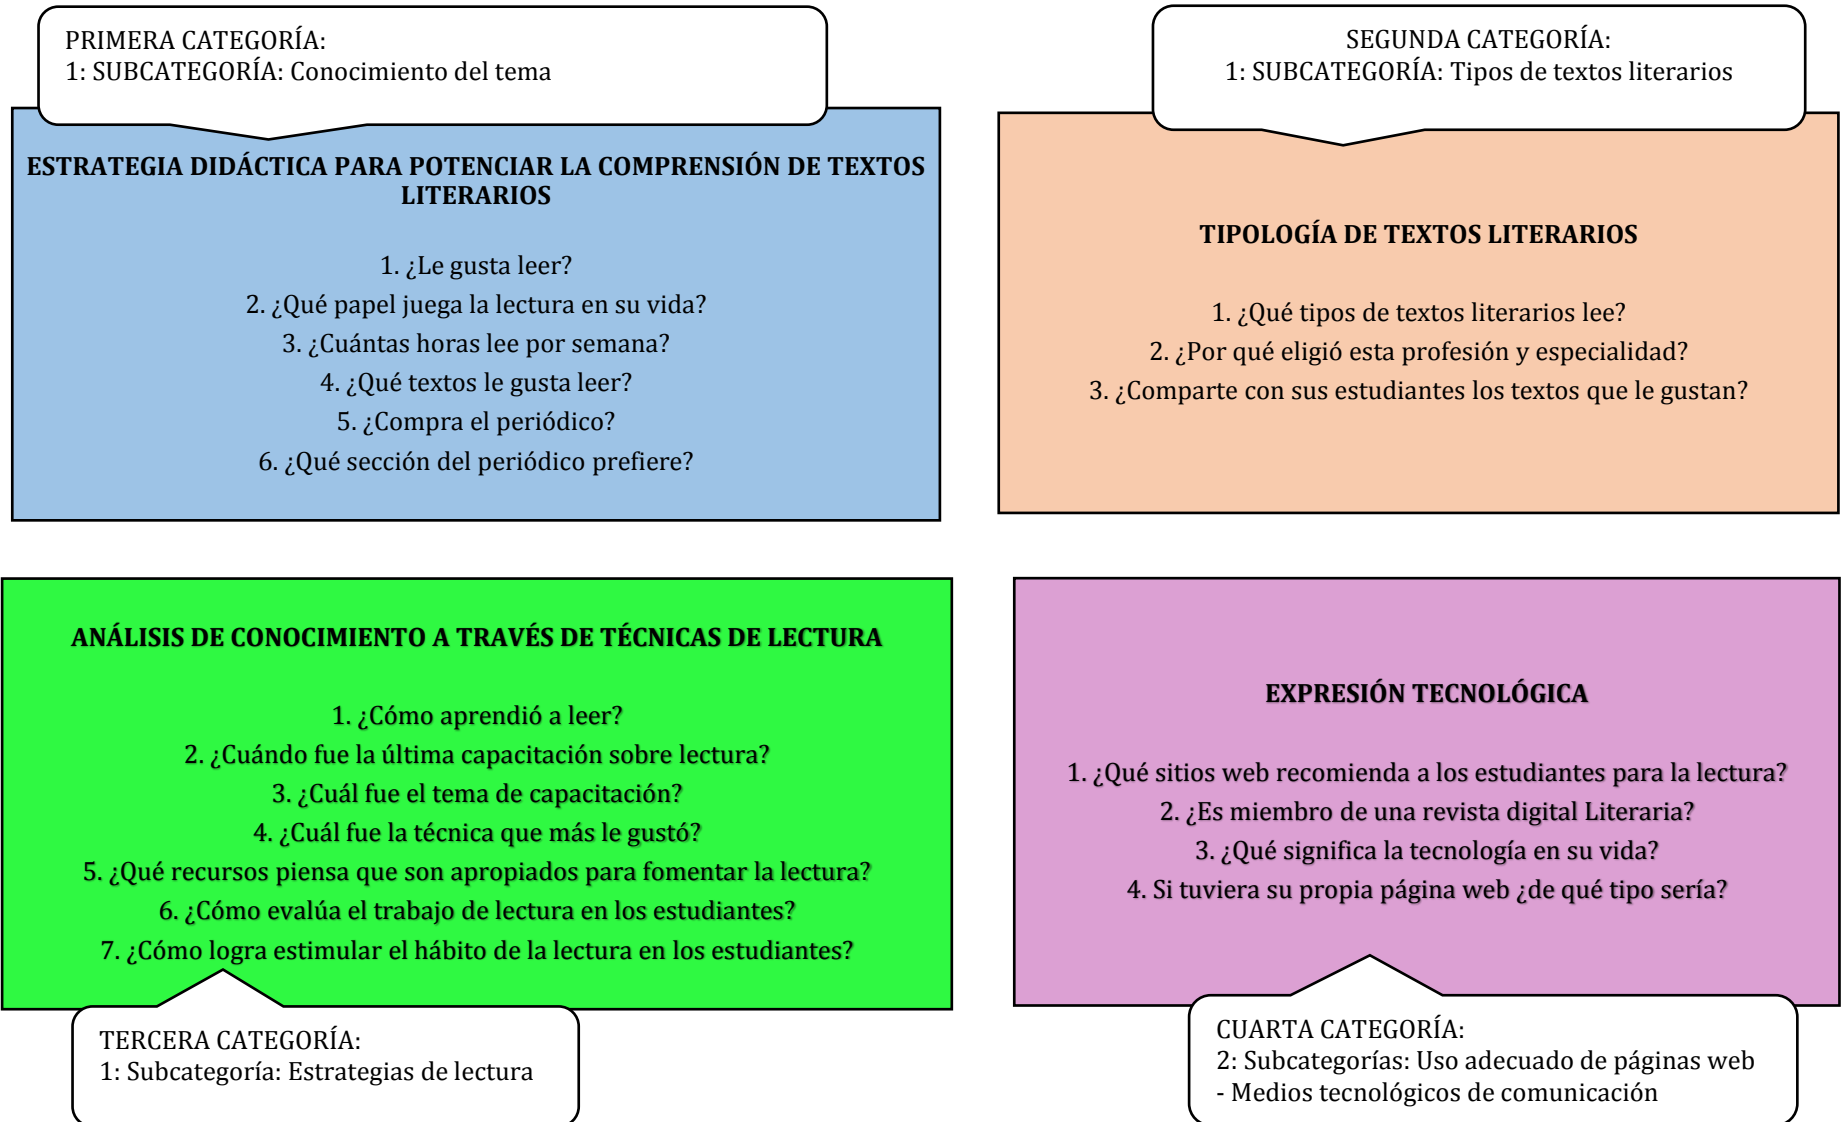 PRIMERA CATEGORÍA:
1: SUBCATEGORÍA: Conocimiento del tema
ESTRATEGIA DIDÁCTICA PARA POTENCIAR LA COMPRENSIÓN DE TEXTOS
LITERARIOS
1. ¿Le gusta leer?
2. ¿Qué papel juega la lectura en su vida?
3. ¿Cuántas horas lee por semana?
4. ¿Qué textos le gusta leer?
5. ¿Compra el periódico?
6. ¿Qué sección del periódico prefiere?
SEGUNDA CATEGORÍA:
1: SUBCATEGORÍA: Tipos de textos literarios
TIPOLOGÍA DE TEXTOS LITERARIOS
1. ¿Qué tipos de textos literarios lee?
2. ¿Por qué eligió esta profesión y especialidad?
3. ¿Comparte con sus estudiantes los textos que le gustan?
ANÁLISIS DE CONOCIMIENTO A TRAVÉS DE TÉCNICAS DE LECTURA
1. ¿Cómo aprendió a leer?
2. ¿Cuándo fue la última capacitación sobre lectura?
3. ¿Cuál fue el tema de capacitación?
4. ¿Cuál fue la técnica que más le gustó?
5. ¿Qué recursos piensa que son apropiados para fomentar la lectura?
6. ¿Cómo evalúa el trabajo de lectura en los estudiantes?
7. ¿Cómo logra estimular el hábito de la lectura en los estudiantes?
TERCERA CATEGORÍA:
1: Subcategoría: Estrategias de lectura
EXPRESIÓN TECNOLÓGICA
1. ¿Qué sitios web recomienda a los estudiantes para la lectura?
2. ¿Es miembro de una revista digital Literaria?
3. ¿Qué significa la tecnología en su vida?
4. Si tuviera su propia página web ¿de qué tipo sería?
CUARTA CATEGORÍA:
2: Subcategorías: Uso adecuado de páginas web
- Medios tecnológicos de comunicación